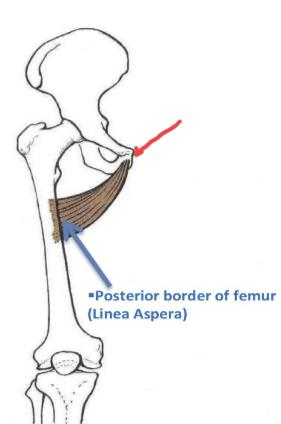 ▪Posterior border of femur
(Linea Aspera)